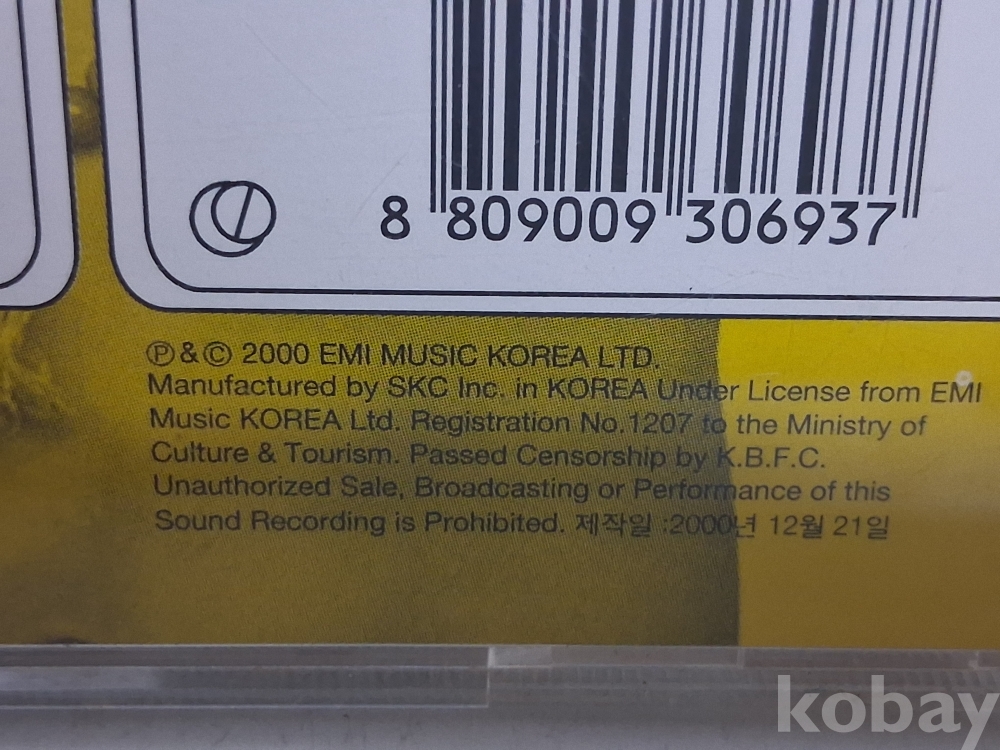 8 809009 306937
℗&© 2000 EMI MUSIC KOREA LTD.
Manufactured by SKC Inc. in KOREA Under License from EMI
Music KOREA Ltd. Registration No.1207 to the Ministry of
Culture & Tourism. Passed Censorship by K.B.F.C.
Unauthorized Sale, Broadcasting or Performance of this
Sound Recording is Prohibited. 제작일 :2000년 12월 21일
kobay